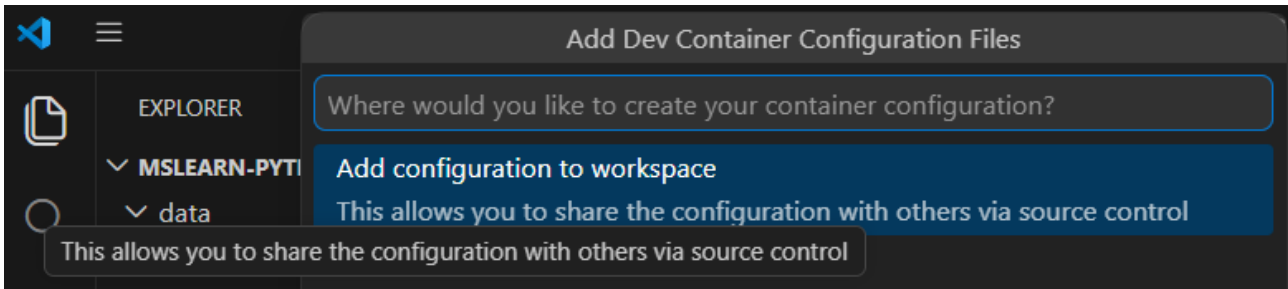 Add Dev Container Configuration Files
EXPLORER
Where would you like to create your container configuration?
MSLEARN-PYT
Add configuration to workspace
data
This allows you to share the configuration with others via source control
This allows you to share the configuration with others via source control